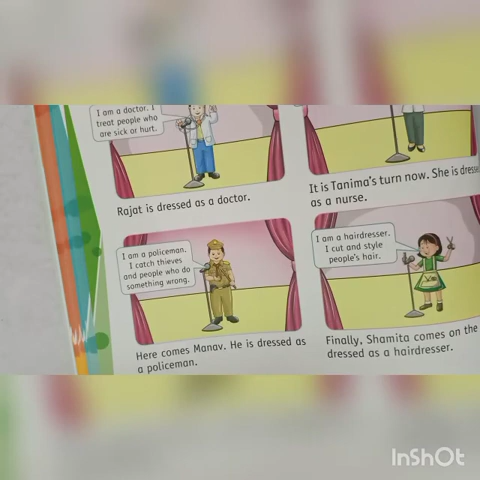 I am a doctor. I
treat people who
are sick or hurt.
Rajat is dressed as a doctor.
It is Tanima's turn now. She is dressed
as a nurse.
I am a policeman.
I catch thieves
and people who do
something wrong.
Here comes Manav. He is dressed as
a policeman.
I am a hairdresser.
I cut and style
people's hair.
Finally, Shamita comes on the
dressed as a hairdresser.
InShOt